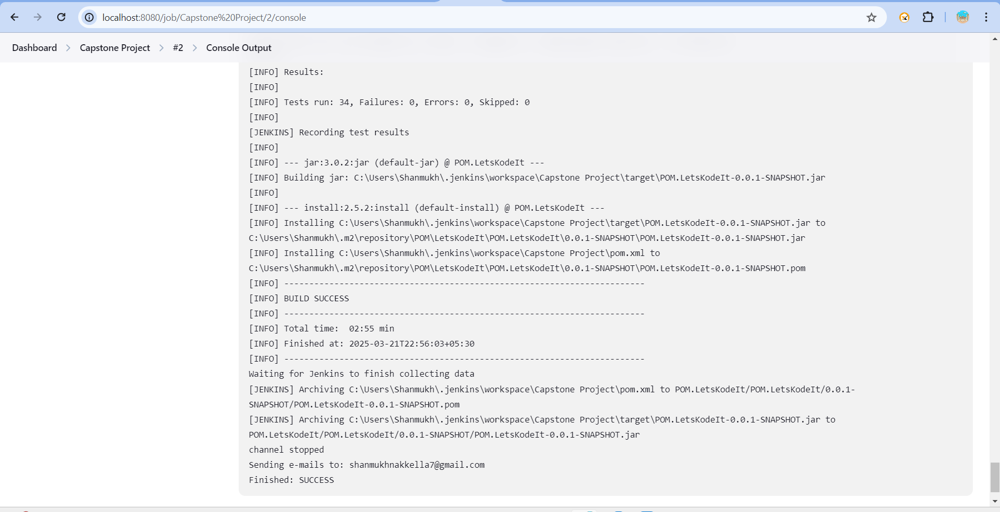 localhost:8080/job/Capstone%20Project/2/console
Dashboard > Capstone Project > #2 > Console Output
[INFO] Results:
[INFO]
[INFO] Tests run: 34, Failures: 0, Errors: 0, Skipped: 0
[INFO]
[JENKINS] Recording test results
[INFO]
[INFO] --- jar:3.0.2:jar (default-jar) @ POM.LetsKodeIt ---
[INFO] Building jar: C:\Users\Shanmukh\.jenkins\workspace\Capstone Project\target\POM.LetsKodeIt-0.0.1-SNAPSHOT.jar
[INFO]
[INFO] --- install:2.5.2:install (default-install) @ POM.LetsKodeIt ---
[INFO] Installing C:\Users\Shanmukh\.jenkins\workspace\Capstone Project\target\POM.LetsKodeIt-0.0.1-SNAPSHOT.jar to
C:\Users\Shanmukh\.m2\repository\POM\LetsKodeIt\POM.LetsKodeIt\0.0.1-SNAPSHOT\POM.LetsKodeIt-0.0.1-SNAPSHOT.jar
[INFO] Installing C:\Users\Shanmukh\.jenkins\workspace\Capstone Project\pom.xml to
C:\Users\Shanmukh\.m2\repository\POM\LetsKodeIt\POM.LetsKodeIt\0.0.1-SNAPSHOT\POM.LetsKodeIt-0.0.1-SNAPSHOT.pom
[INFO] ------------------------------------------------------------------------
[INFO] BUILD SUCCESS
[INFO] ------------------------------------------------------------------------
[INFO] Total time:  02:55 min
[INFO] Finished at: 2025-03-21T22:56:03+05:30
[INFO] ------------------------------------------------------------------------
Waiting for Jenkins to finish collecting data
[JENKINS] Archiving C:\Users\Shanmukh\.jenkins\workspace\Capstone Project\pom.xml to POM.LetsKodeIt/POM.LetsKodeIt/0.0.1-
SNAPSHOT/POM.LetsKodeIt-0.0.1-SNAPSHOT.pom
[JENKINS] Archiving C:\Users\Shanmukh\.jenkins\workspace\Capstone Project\target\POM.LetsKodeIt-0.0.1-SNAPSHOT.jar to
POM.LetsKodeIt/POM.LetsKodeIt/0.0.1-SNAPSHOT/POM.LetsKodeIt-0.0.1-SNAPSHOT.jar
channel stopped
Sending e-mails to: shanmukhnakkella7@gmail.com
Finished: SUCCESS